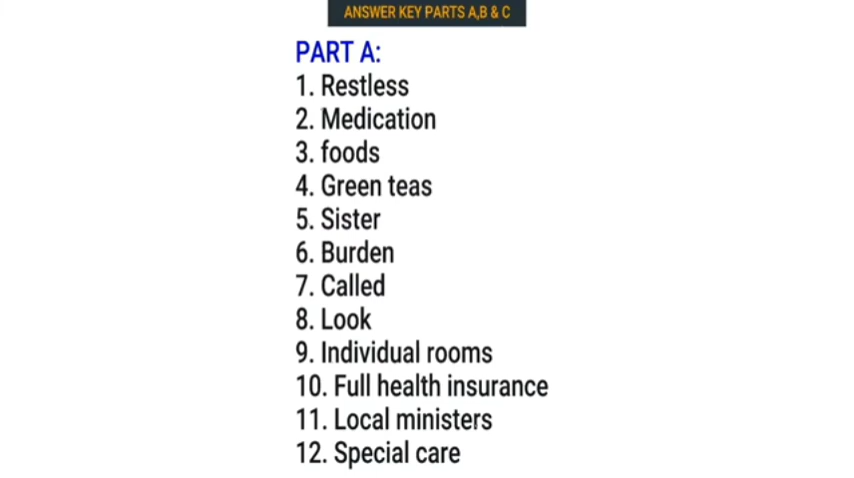 ANSWER KEY PARTS A,B & C
PART A:
1. Restless
2. Medication
3. foods
4. Green teas
5. Sister
6. Burden
7. Called
8. Look
9. Individual rooms
10. Full health insurance
11. Local ministers
12. Special care